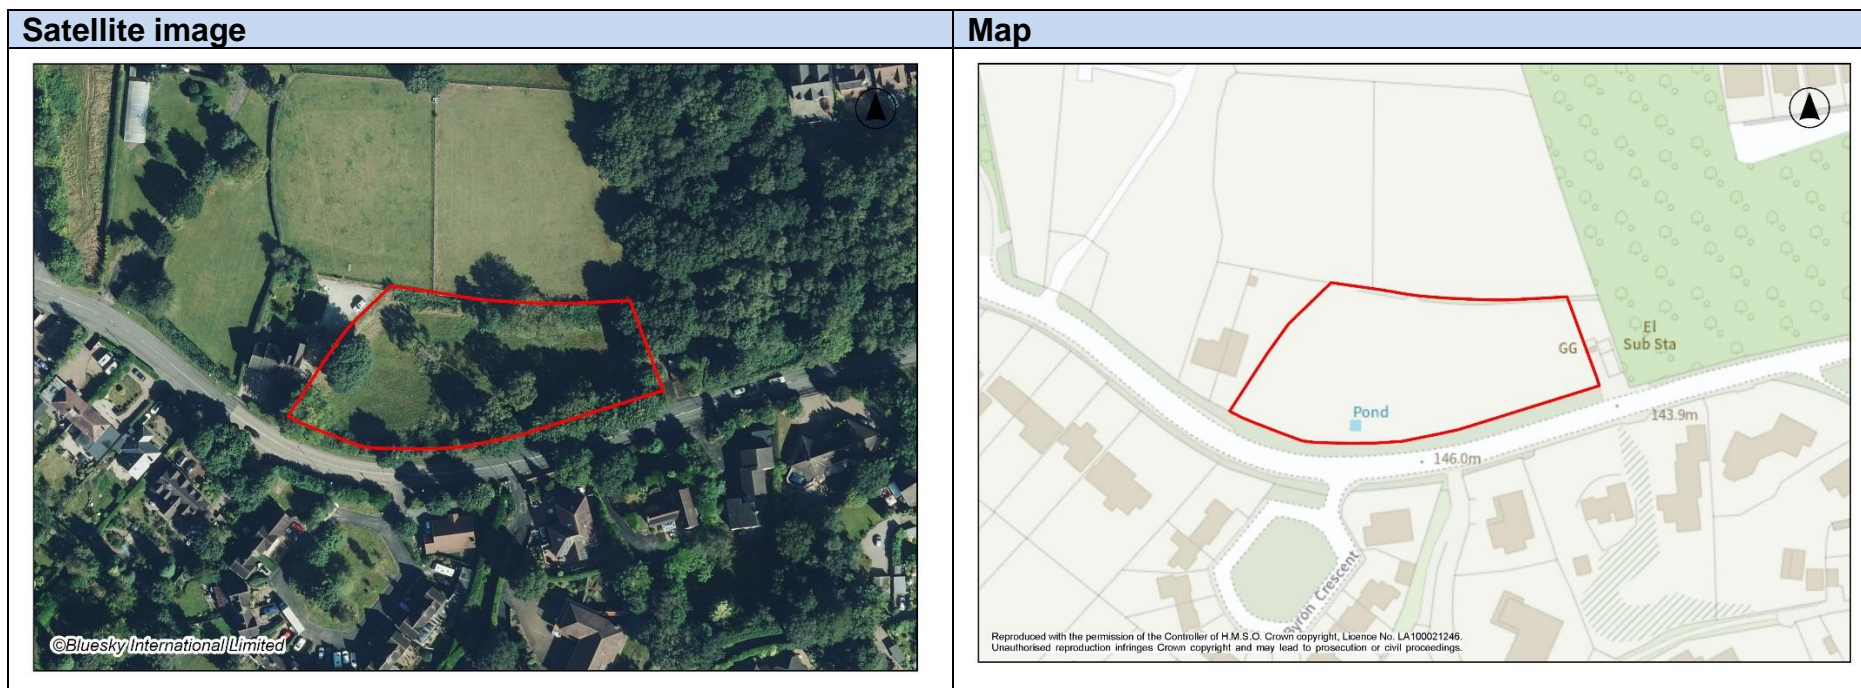 Satellite image
Map
©Bluesky International Limited
El
Sub Sta
GG
Pond
143.9m
146.0m
Byron Crescent
Reproduced with the permission of the Controller of H.M.S.O. Crown copyright, Licence No. LA100021246.
Unauthorised reproduction infringes Crown copyright and may lead to prosecution or civil proceedings.